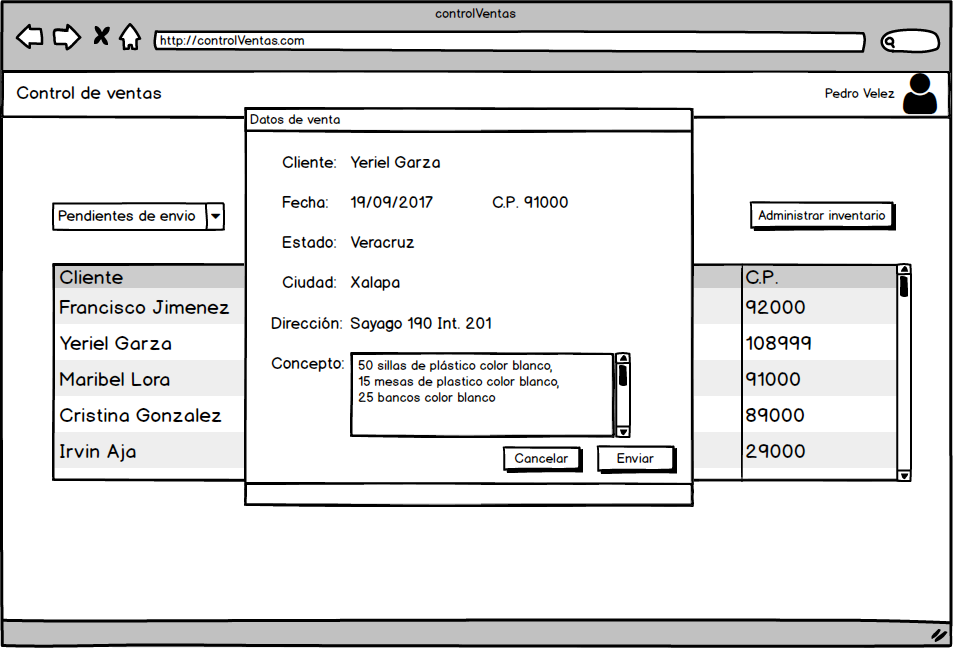 controlVentas
http://controlVentas.com
Control de ventas
Pedro Velez
Datos de venta
Cliente: Yeriel Garza
Fecha: 19/09/2017 C.P. 91000
Estado: Veracruz
Ciudad: Xalapa
Dirección: Sayago 190 Int. 201
Concepto: 50 sillas de plástico color blanco,
15 mesas de plastico color blanco,
25 bancos color blanco
Cancelar Enviar
Pendientes de envio
Administrar inventario
Cliente C.P.
Francisco Jimenez 92000
Yeriel Garza 108999
Maribel Lora 91000
Cristina Gonzalez 89000
Irvin Aja 29000